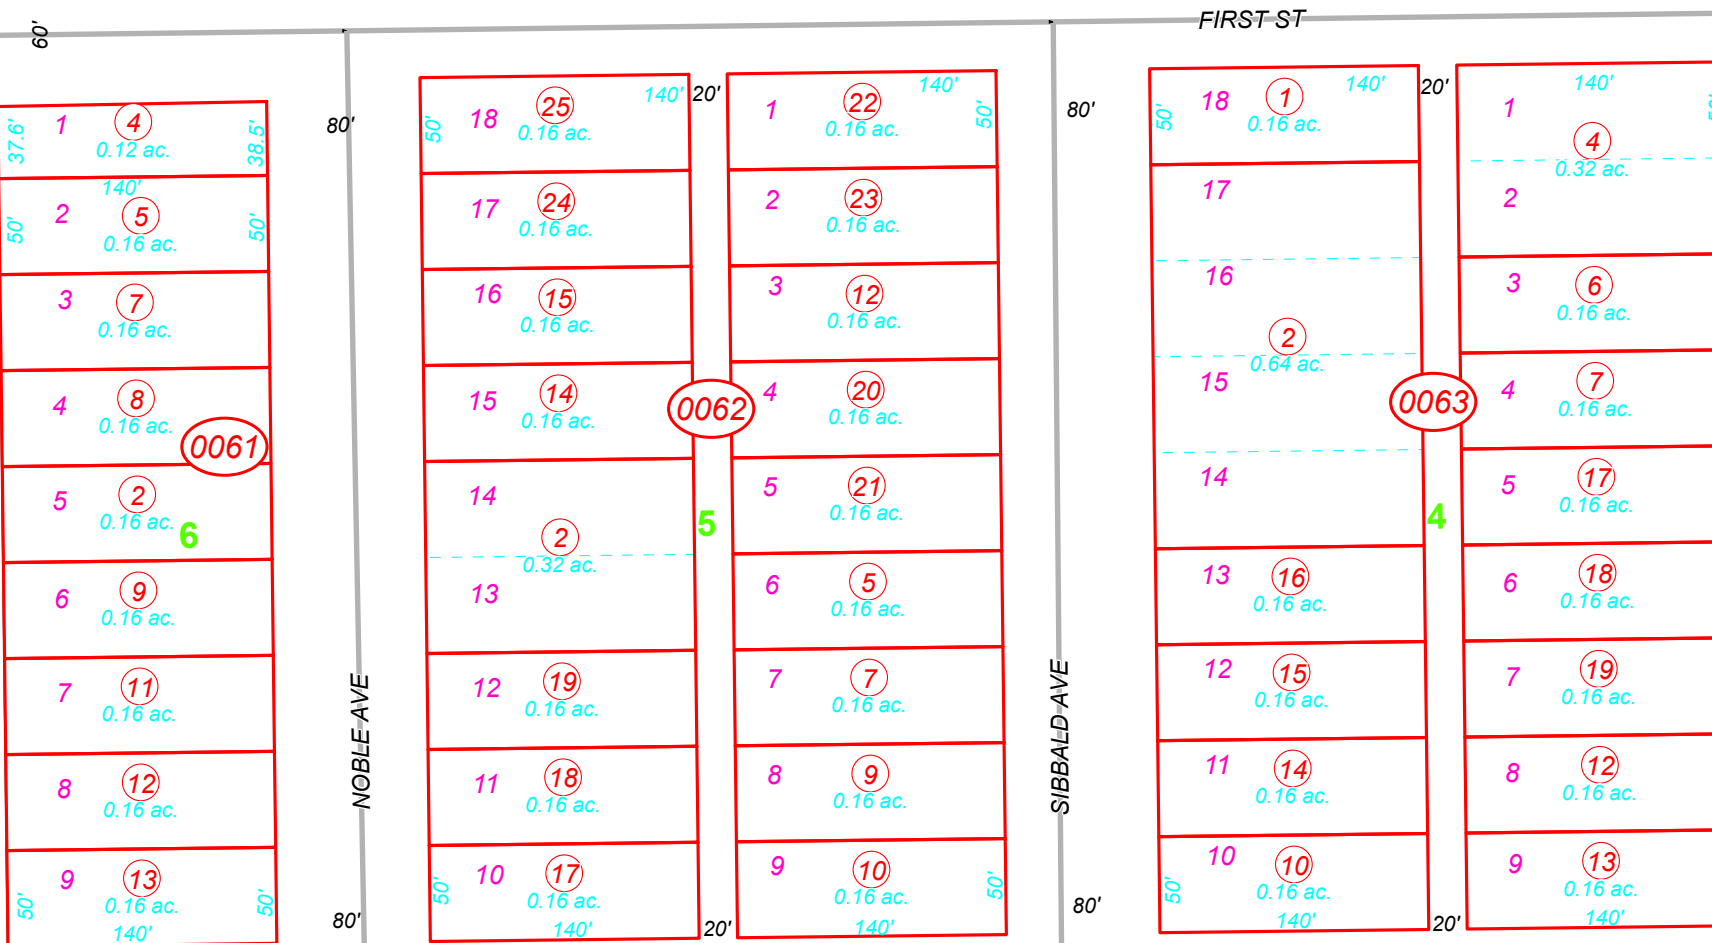 FIRST ST
60'
1
4
0.12 ac.
37.6'
38.5'
140'
2
5
0.16 ac.
50'
50'
3
7
0.16 ac.
4
8
0.16 ac.
0061
5
2
0.16 ac.
6
6
9
0.16 ac.
7
11
0.16 ac.
8
12
0.16 ac.
9
13
0.16 ac.
50'
50'
140'
80'
NOBLE AVE
80'
18
25
0.16 ac.
50'
140'
17
24
0.16 ac.
16
15
0.16 ac.
15
14
0.16 ac.
14
2
0.32 ac.
13
12
19
0.16 ac.
11
18
0.16 ac.
10
17
0.16 ac.
50'
140'
20'
0062
5
20'
1
22
0.16 ac.
140'
50'
2
23
0.16 ac.
3
12
0.16 ac.
4
20
0.16 ac.
5
21
0.16 ac.
6
5
0.16 ac.
7
7
0.16 ac.
8
9
0.16 ac.
9
10
0.16 ac.
50'
140'
80'
SIBBALD AVE
80'
18
1
0.16 ac.
50'
140'
17
16
2
0.64 ac.
15
14
13
16
0.16 ac.
12
15
0.16 ac.
11
14
0.16 ac.
10
10
0.16 ac.
50'
140'
20'
0063
4
20'
1
140'
4
0.32 ac.
2
3
6
0.16 ac.
4
7
0.16 ac.
5
17
0.16 ac.
6
18
0.16 ac.
7
19
0.16 ac.
8
12
0.16 ac.
9
13
0.16 ac.
140'